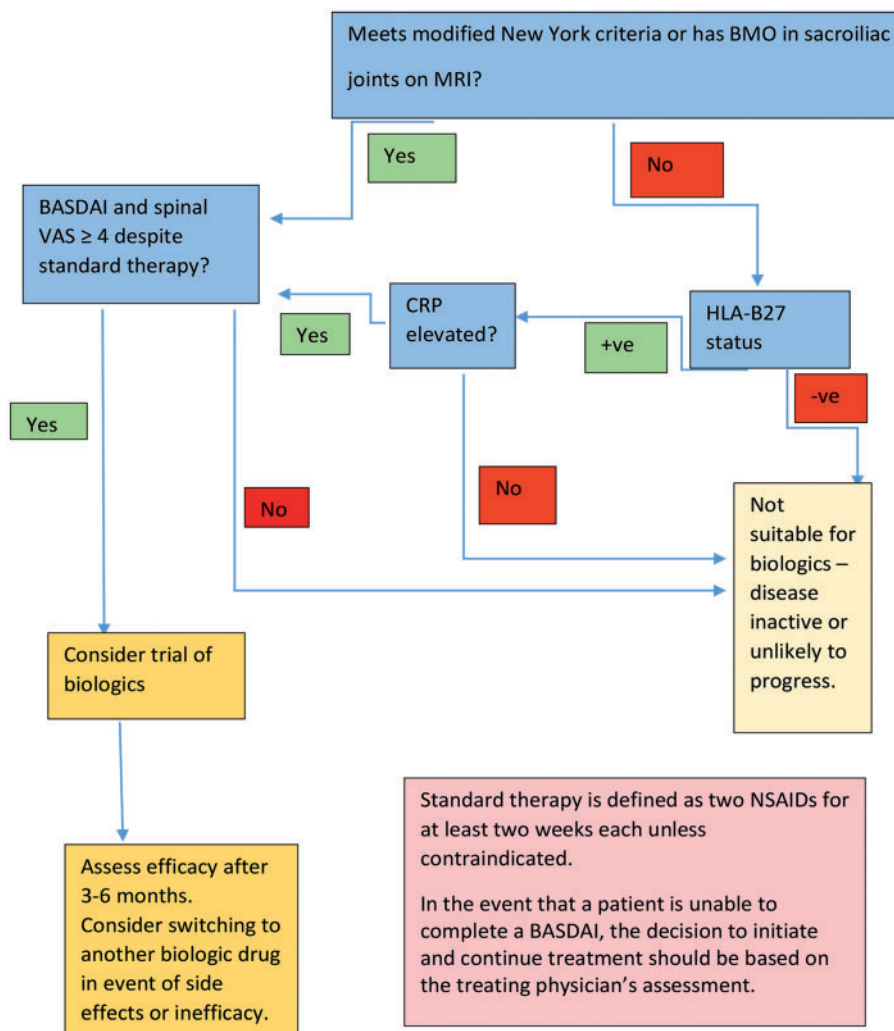 Meets modified New York criteria or has BMO in sacroiliac
joints on MRI?
Yes
No
BASDAI and spinal
VAS ≥ 4 despite
standard therapy?
CRP
elevated?
HLA-B27
status
Yes
+ve
-ve
Yes
No
No
Not
suitable for
biologics –
disease
inactive or
unlikely to
progress.
Consider trial of
biologics
Assess efficacy after
3-6 months.
Consider switching to
another biologic drug
in event of side
effects or inefficacy.
Standard therapy is defined as two NSAIDs for
at least two weeks each unless
contraindicated.
In the event that a patient is unable to
complete a BASDAI, the decision to initiate
and continue treatment should be based on
the treating physician’s assessment.